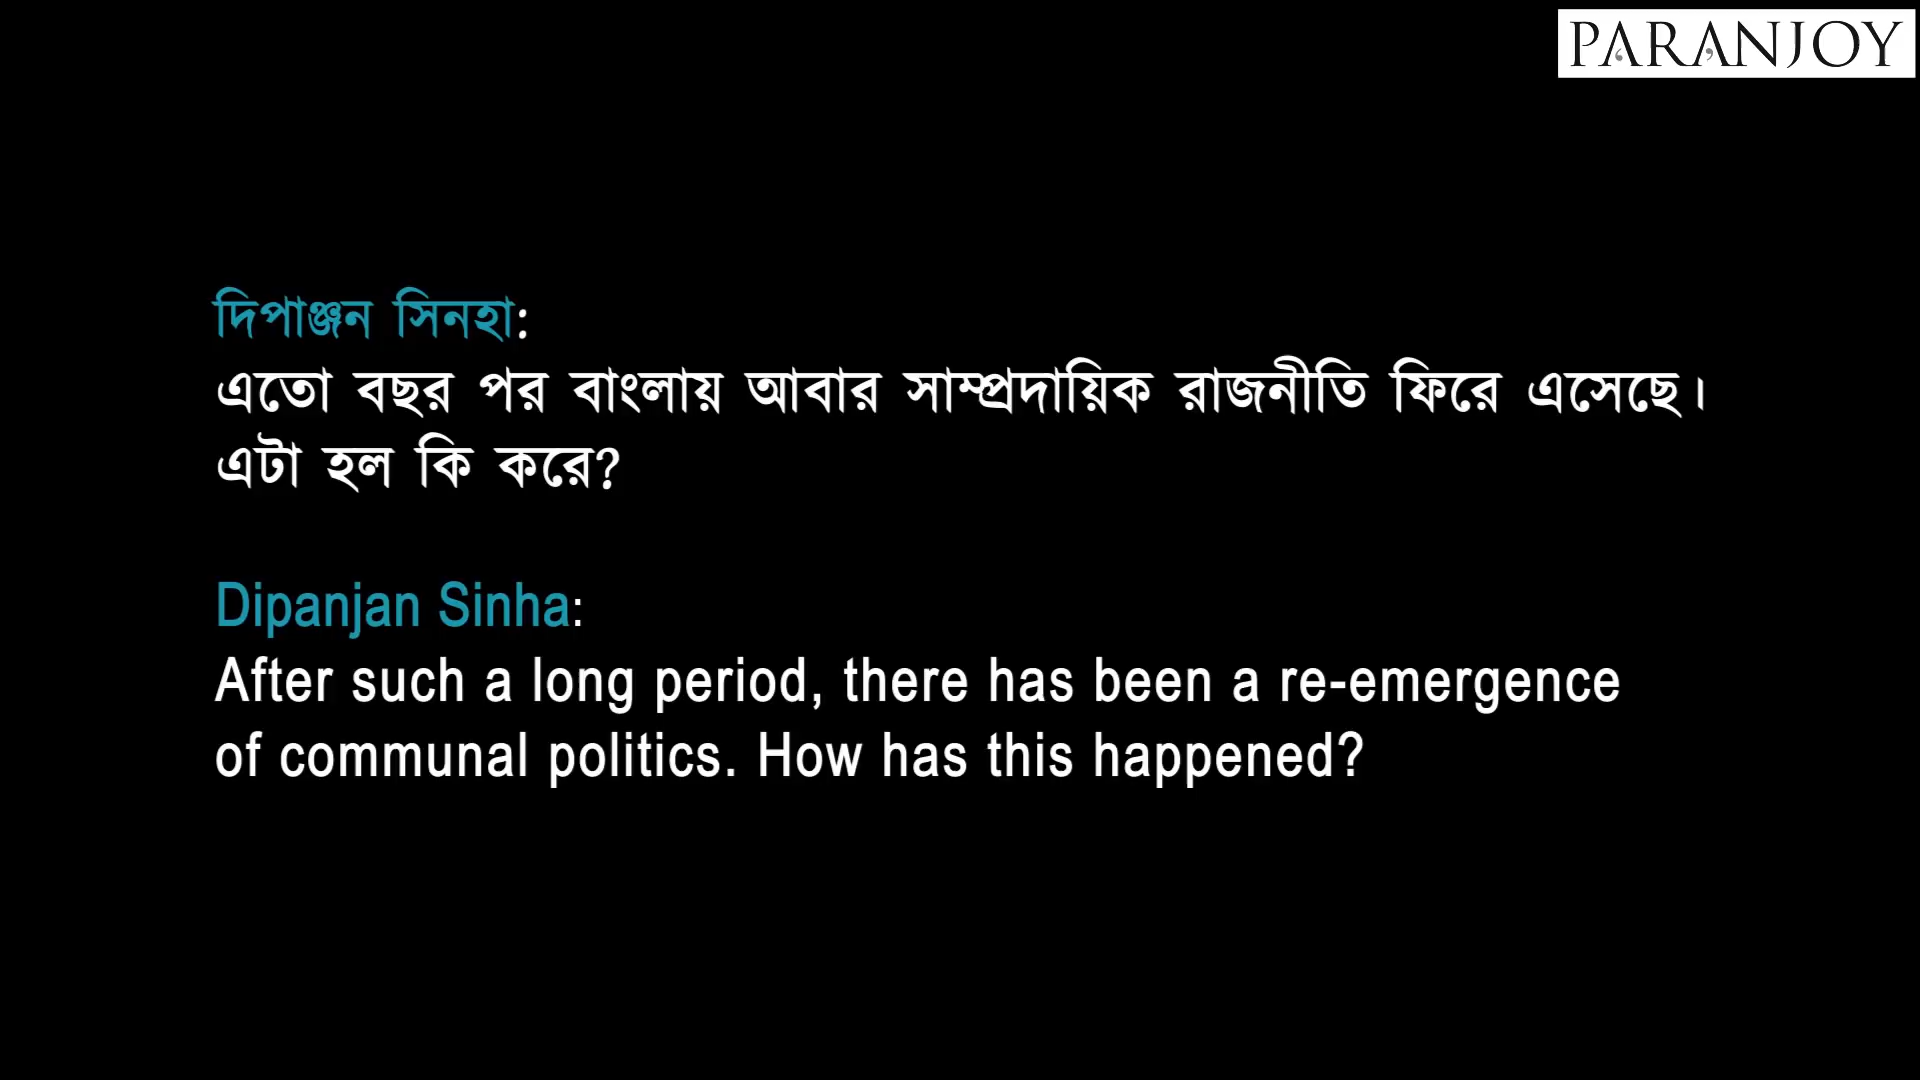 PARANJOY
দিপাঞ্জন সিনহা:
এতো বছর পর বাংলায় আবার সাম্প্রদায়িক রাজনীতি ফিরে এসেছে।
এটা হল কি করে?
Dipanjan Sinha:
After such a long period, there has been a re-emergence
of communal politics. How has this happened?